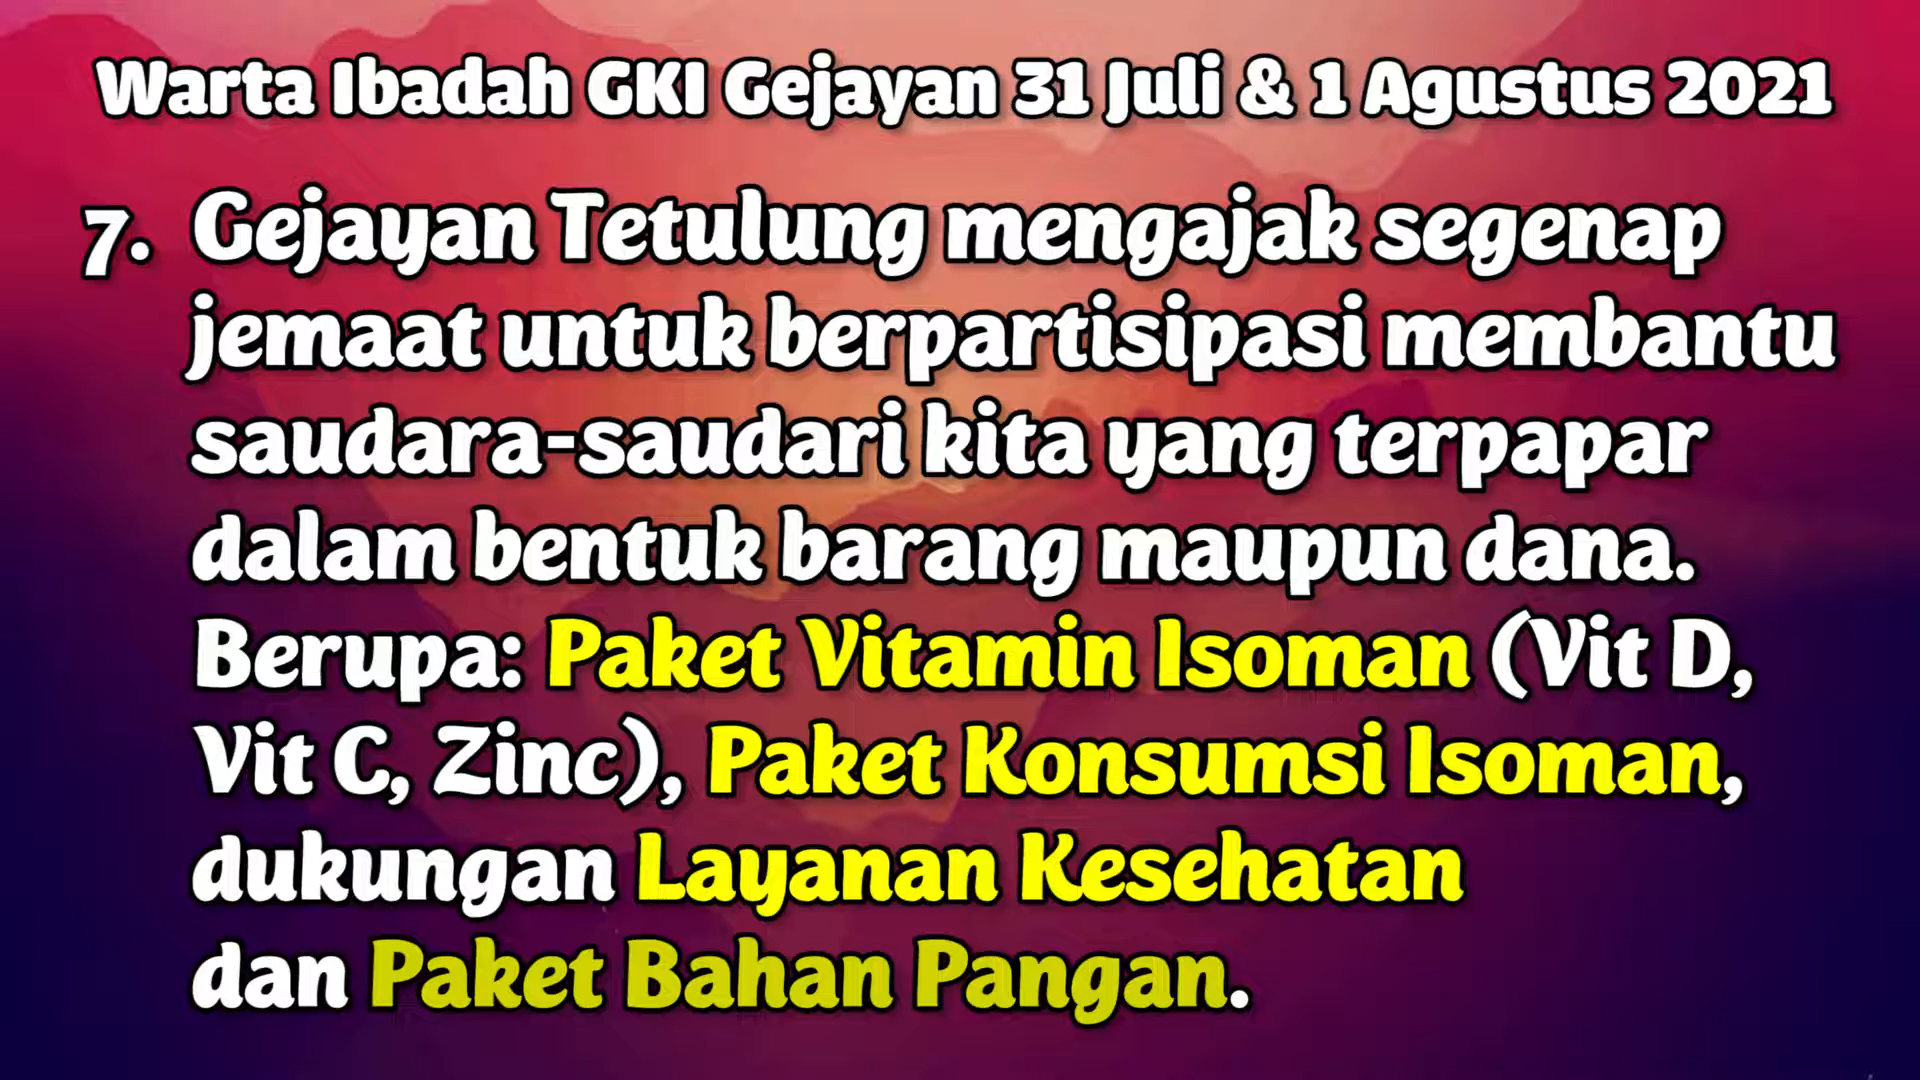 Warta Ibadah GKI Gejayan 31 Juli & 1 Agustus 2021
7. Gejayan Tetulung mengajak segenap
jemaat untuk berpartisipasi membantu
saudara-saudari kita yang terpapar
dalam bentuk barang maupun dana.
Berupa: Paket Vitamin Isoman (Vit D,
Vit C, Zinc), Paket Konsumsi Isoman,
dukungan Layanan Kesehatan
dan Paket Bahan Pangan.